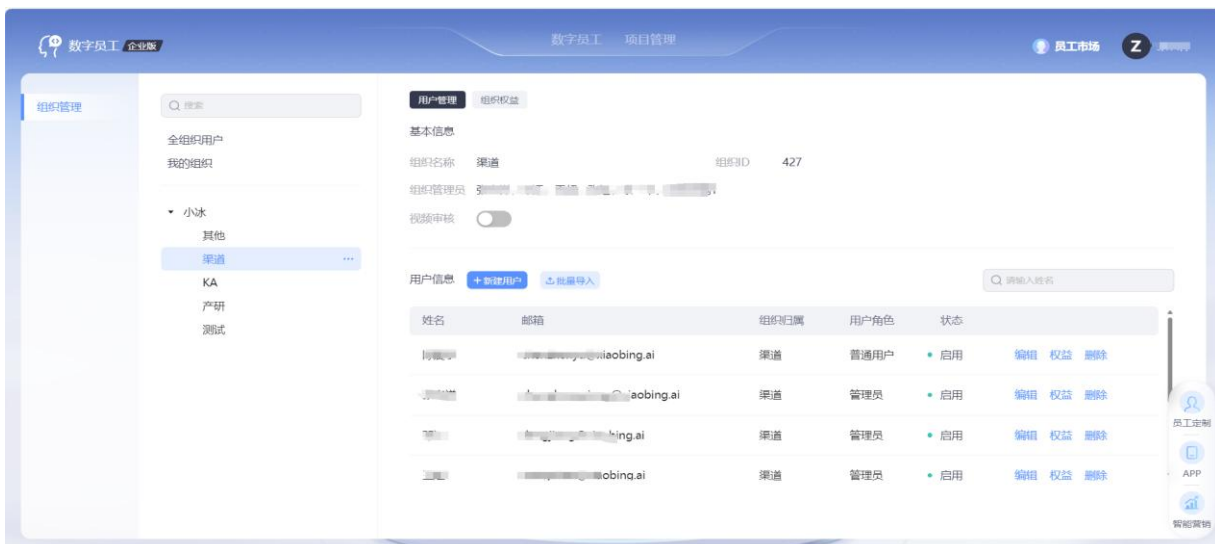 数字员工 企业版
数字员工 项目管理
员工市场
Z
组织管理
搜索
全组织用户
我的组织
小冰
其他
渠道 ...
KA
产研
测试
用户管理 组织权益
基本信息
组织名称 渠道 组织ID 427
组织管理员
视频审核
用户信息 +新建用户 批量导入 请输入姓名
姓名 邮箱 组织归属 用户角色 状态
iaobing.ai 渠道 普通用户 启用 编辑 权益 删除
aobing.ai 渠道 管理员 启用 编辑 权益 删除
ing.ai 渠道 管理员 启用 编辑 权益 删除
obing.ai 渠道 管理员 启用 编辑 权益 删除
员工定制
APP
智能营销